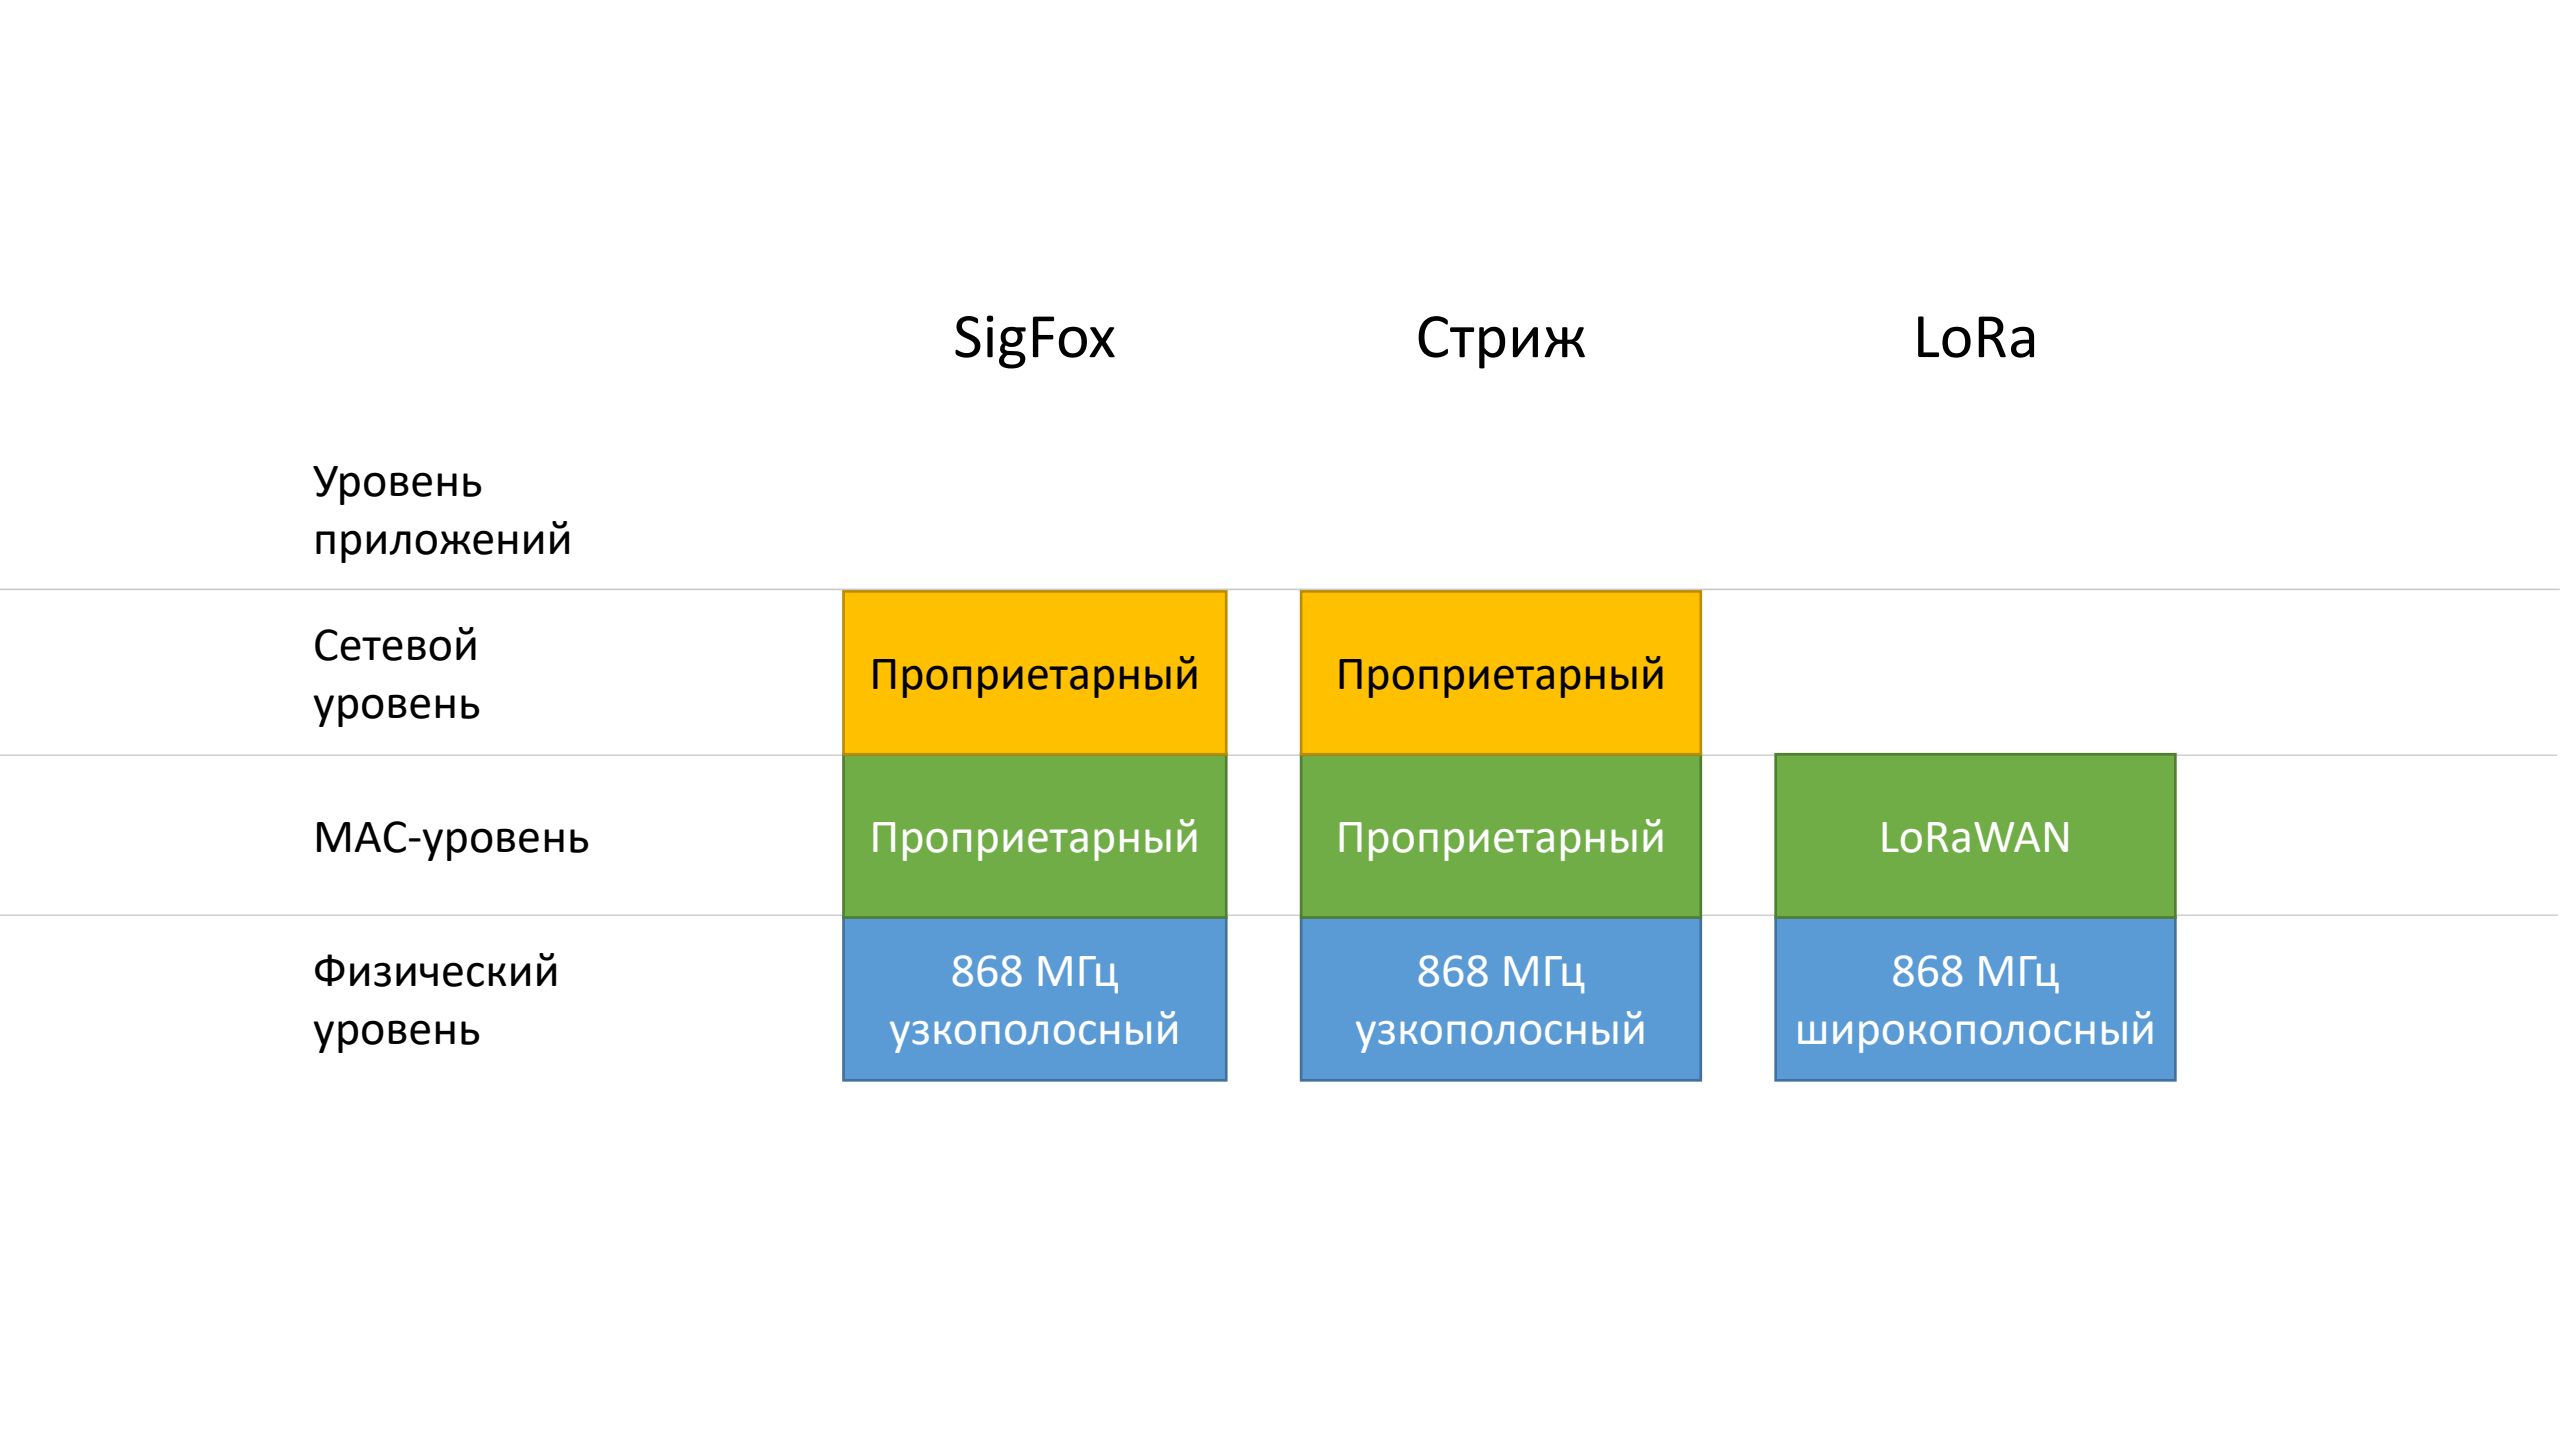 SigFox
Стриж
LoRa
Уровень
приложений
Сетевой
уровень
Проприетарный
Проприетарный
MAC-уровень
Проприетарный
Проприетарный
LoRaWAN
Физический
уровень
868 МГц
узкополосный
868 МГц
узкополосный
868 МГц
широкополосный